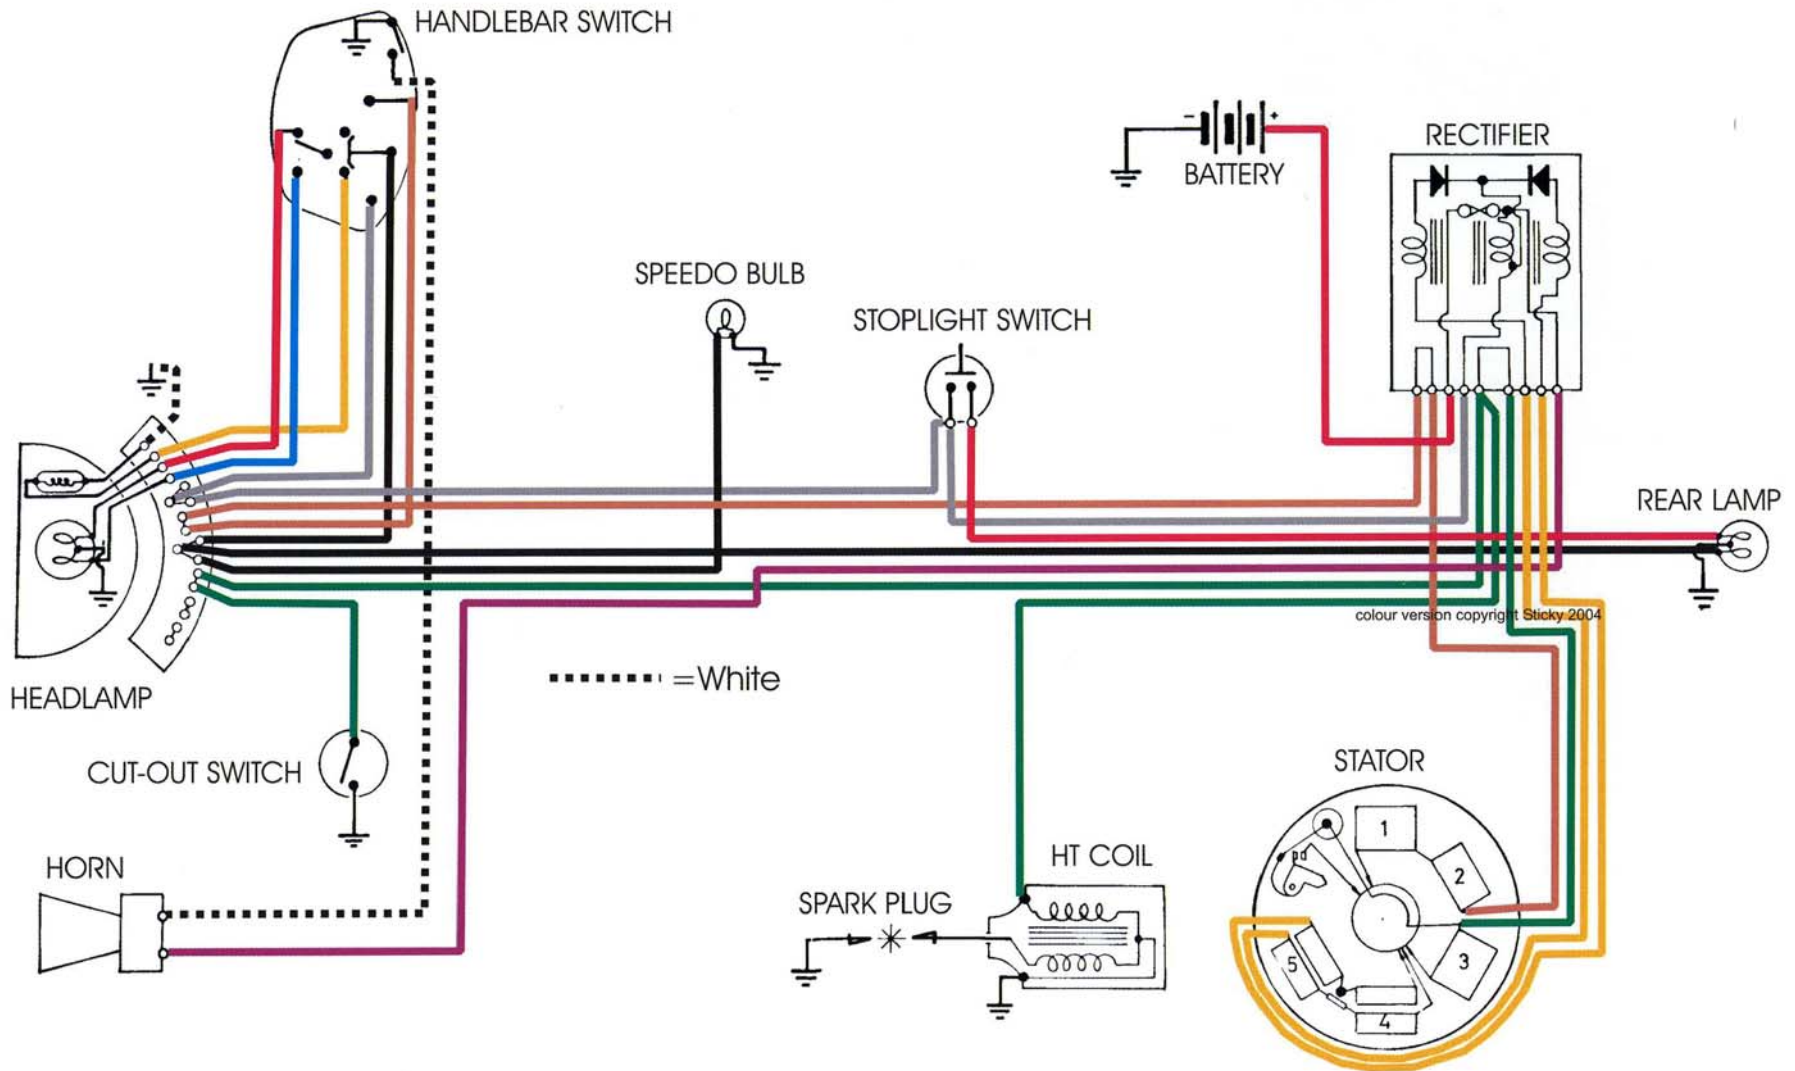 HANDLEBAR SWITCH
- +
BATTERY
RECTIFIER
SPEEDO BULB
STOPLIGHT SWITCH
REAR LAMP
colour version copyright Sticky 2004
=White
HEADLAMP
CUT-OUT SWITCH
STATOR
HORN
HT COIL
SPARK PLUG
1
2
3
4
5